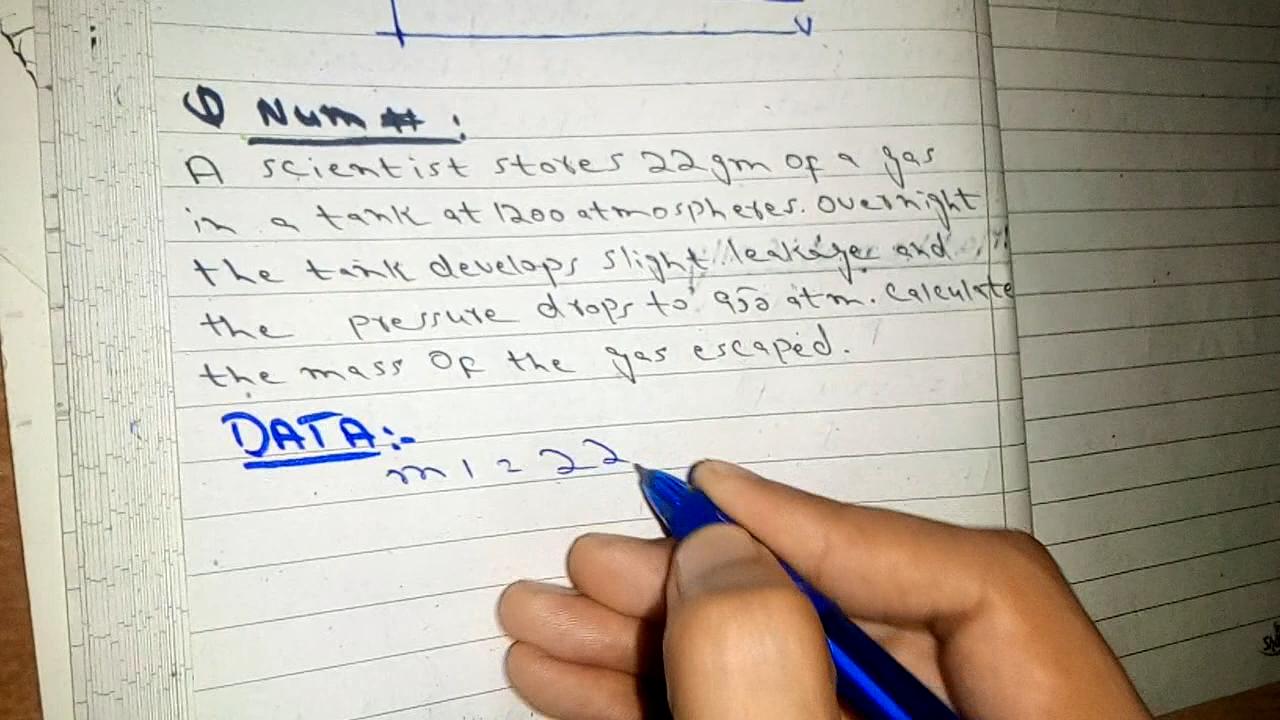 V
Num #:
A scientist stores 22gm of a gas
in a tank at 1200 atmospheres. overnight
the tank develops slight leakage and
the pressure drops to 950 atm. Calculate
the mass Of the gas escaped.
DATA:-
m1 = 22